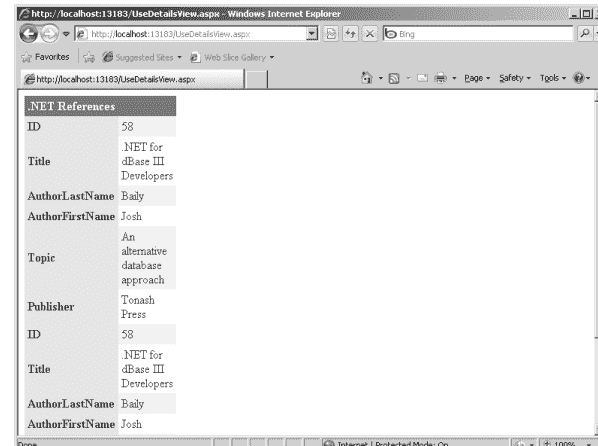 http://localhost:13183/UseDetailsView.aspx - Windows Internet Explorer
http://localhost:13183/UseDetailsView.aspx
Bing
Favorites Suggested Sites Web Slice Gallery
http://localhost:13183/UseDetailsView.aspx
Page Safety Tools
.NET References
ID 58
Title .NET for
dBase III
Developers
AuthorLastName Baily
AuthorFirstName Josh
Topic An
alternative
database
approach
Publisher Tonash
Press
ID 58
Title .NET for
dBase III
Developers
AuthorLastName Baily
AuthorFirstName Josh
Done Internet | Protected Mode: On 100%